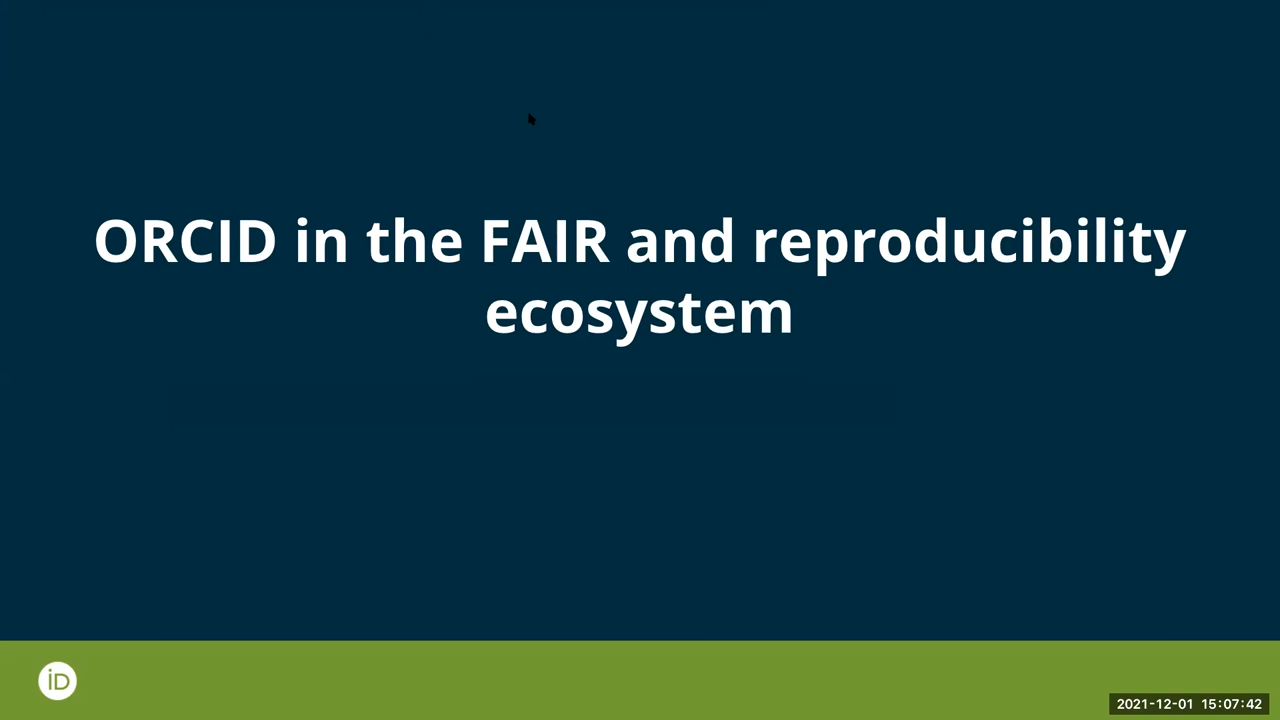 ORCID in the FAIR and reproducibility
ecosystem
iD
2021-12-01 15:07:42